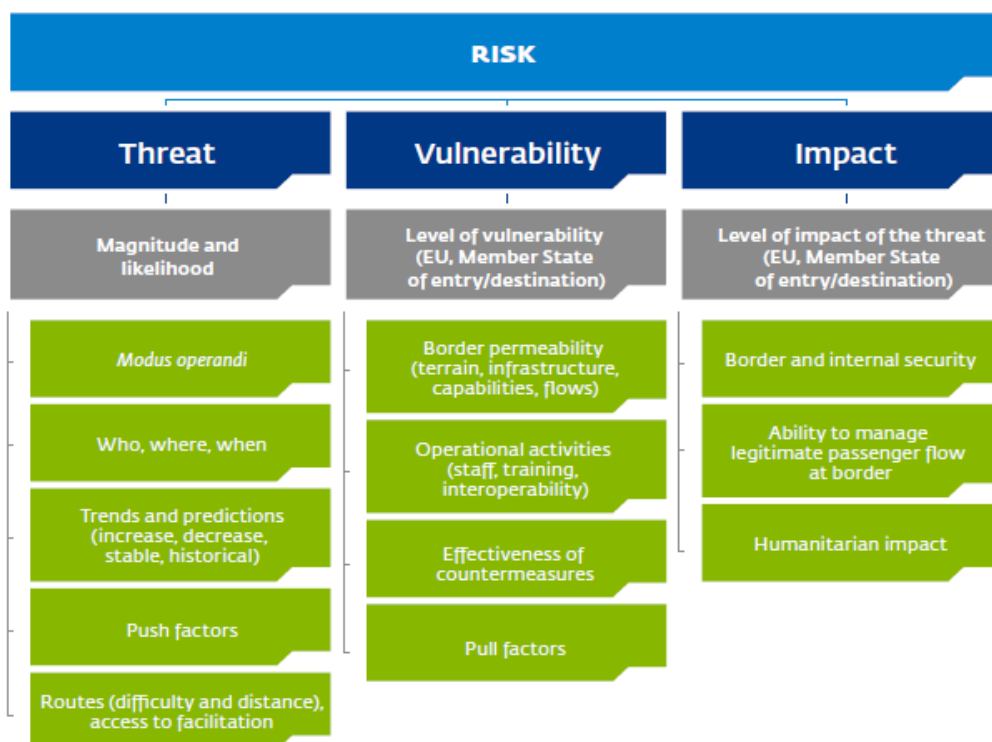 RISK
Threat
Vulnerability
Impact
Magnitude and
likelihood
Level of vulnerability
(EU, Member State
of entry/destination)
Level of impact of the threat
(EU, Member State
of entry/destination)
Modus operandi
Who, where, when
Trends and predictions
(increase, decrease,
stable, historical)
Push factors
Routes (difficulty and distance),
access to facilitation
Border permeability
(terrain, infrastructure,
capabilities, flows)
Operational activities
(staff, training,
interoperability)
Effectiveness of
countermeasures
Pull factors
Border and internal security
Ability to manage
legitimate passenger flow
at border
Humanitarian impact